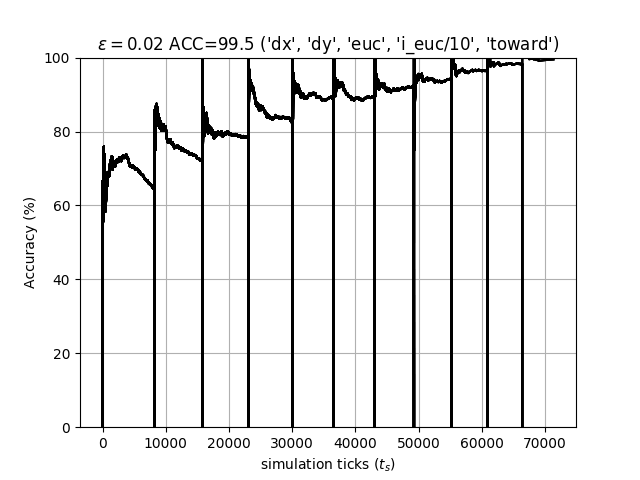 ε = 0.02 ACC=99.5 ('dx', 'dy', 'euc', 'i_euc/10', 'toward')
100
80
60
40
20
0
Accuracy (%)
0 10000 20000 30000 40000 50000 60000 70000
simulation ticks (tₛ)